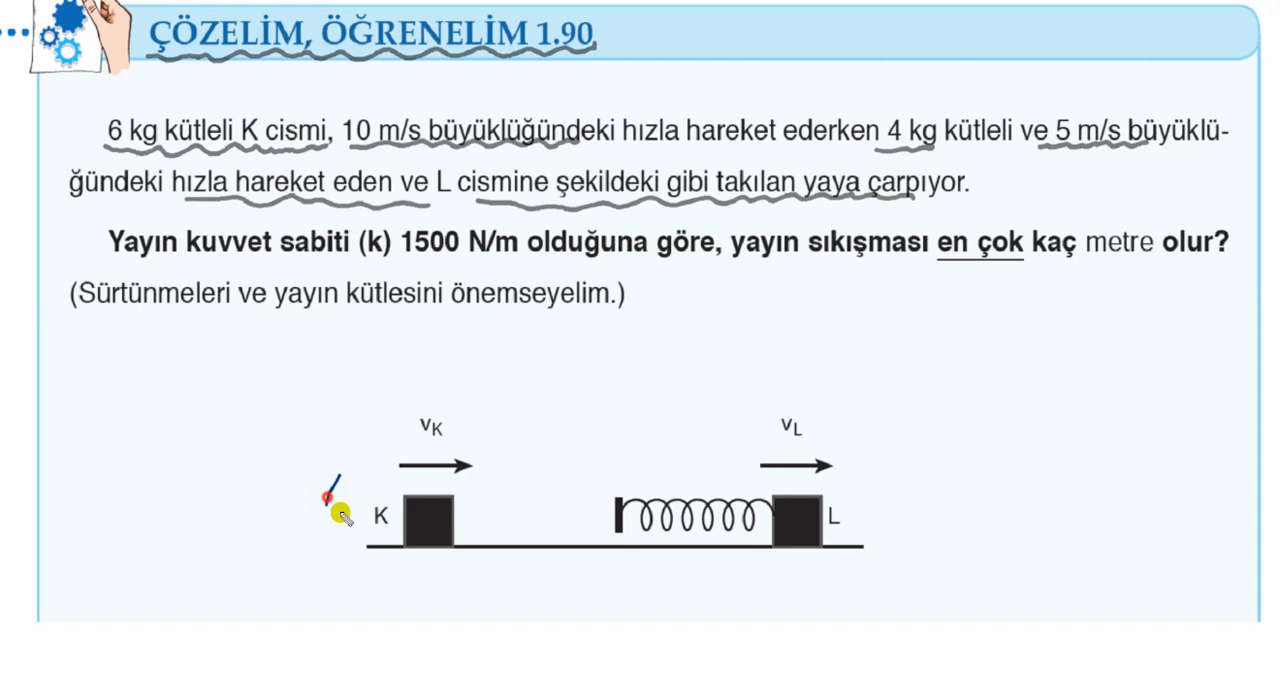 ÇÖZELİM, ÖĞRENELİM 1.90
6 kg kütleli K cismi, 10 m/s büyüklüğündeki hızla hareket ederken 4 kg kütleli ve 5 m/s büyüklü-
ğündeki hızla hareket eden ve L cismine şekildeki gibi takılan yaya çarpıyor.
Yayın kuvvet sabiti (k) 1500 N/m olduğuna göre, yayın sıkışması en çok kaç metre olur?
(Sürtünmeleri ve yayın kütlesini önemseyelim.)
vK vL
K L